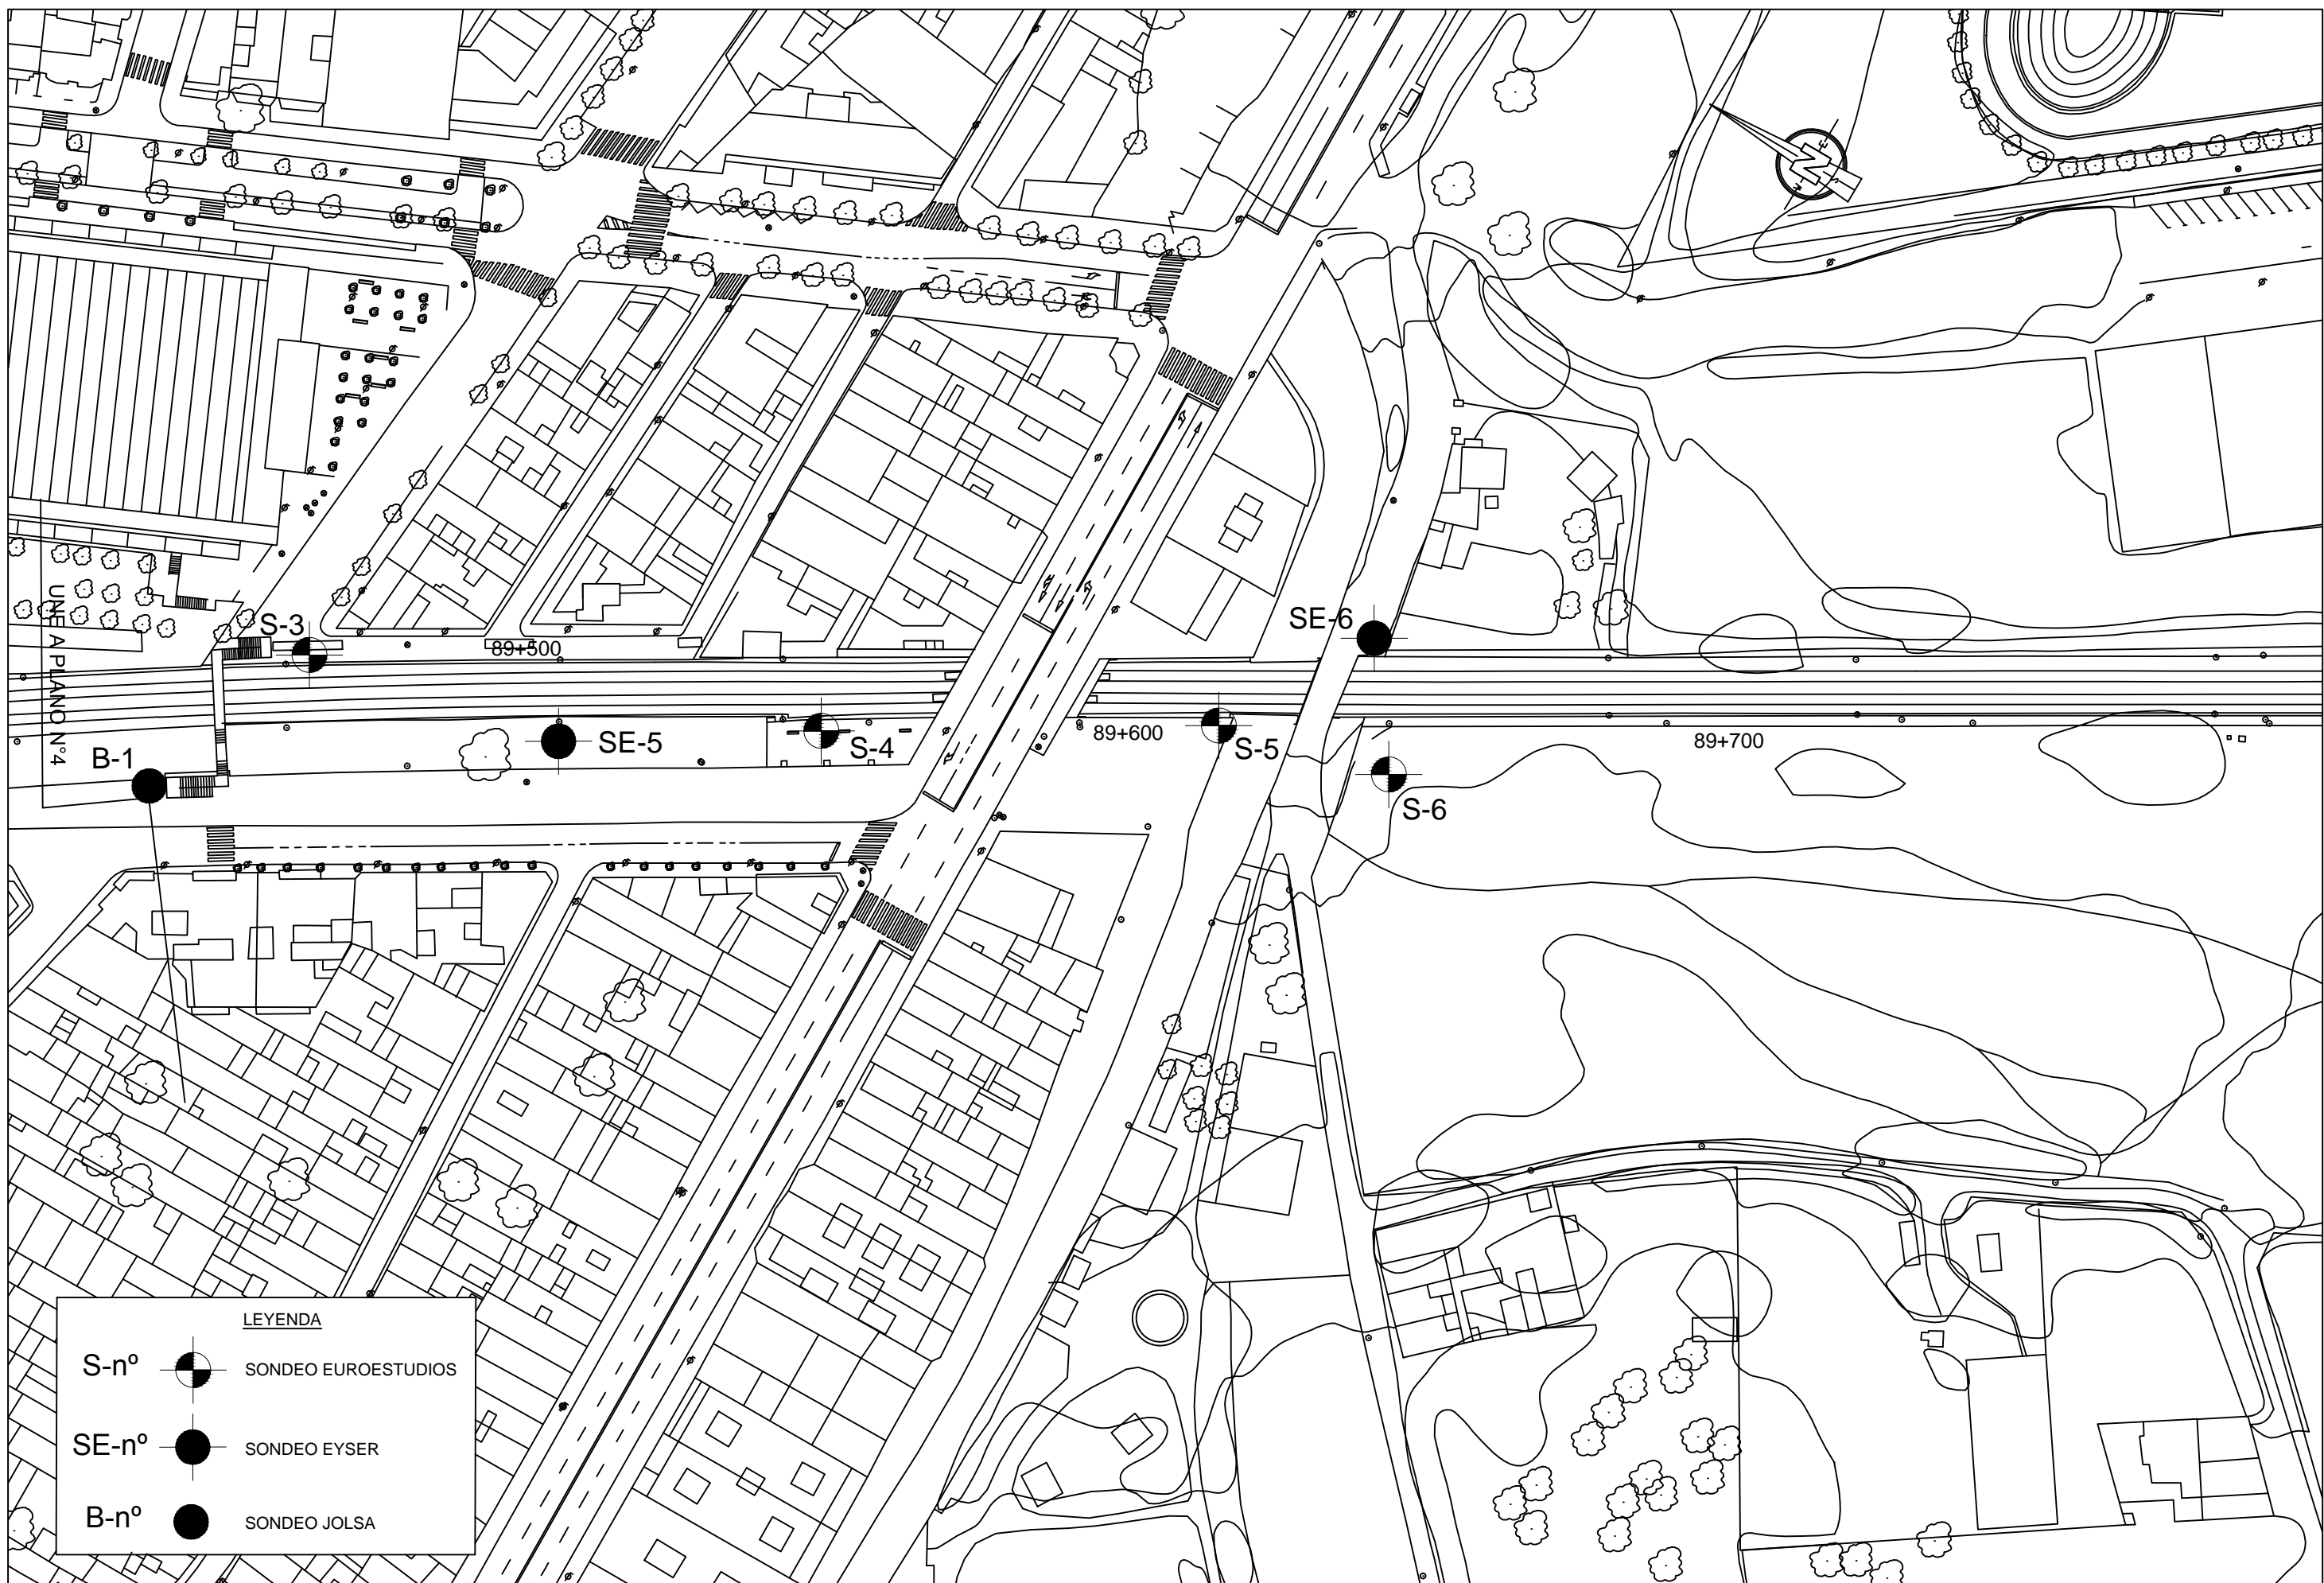 N
S-3
SE-6
89+500
UNE A PLANO N°4
B-1
SE-5
S-4
89+600
S-5
89+700
S-6
LEYENDA
S-nº SONDEO EUROESTUDIOS
SE-nº SONDEO EYSER
B-nº SONDEO JOLSA